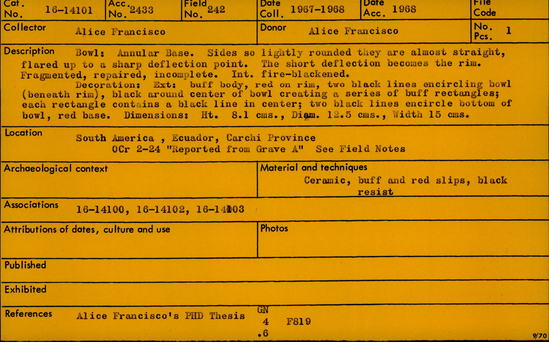 Cat. No. 16-14101 Acc. No. 2433 Field No. 242 Date Coll. 1967-1968 Date Acc. 1968 File Code
Collector Alice Francisco Donor Alice Francisco No. Pcs. 1
Description Bowl: Annular Base. Sides so lightly rounded they are almost straight,
flared up to a sharp deflection point. The short deflection becomes the rim.
Fragmented, repaired, incomplete. Int. fire-blackened.
Decoration: Ext: buff body, red on rim, two black lines encircling bowl
(beneath rim), black around center of bowl creating a series of buff rectangles;
each rectangle contains a black line in center; two black lines encircle bottom of
bowl, red base. Dimensions: Ht. 8.1 cms., Diam. 12.5 cms., Width 15 cms.
Location South America , Ecuador, Carchi Province
OCr 2-24 "Reported from Grave A" See Field Notes
Archaeological context Material and techniques
Ceramic, buff and red slips, black
resist
Associations 16-14100, 16-14102, 16-14103
Attributions of dates, culture and use Photos
Published
Exhibited
References Alice Francisco's PHD Thesis GN
4 F819
.6
9/70